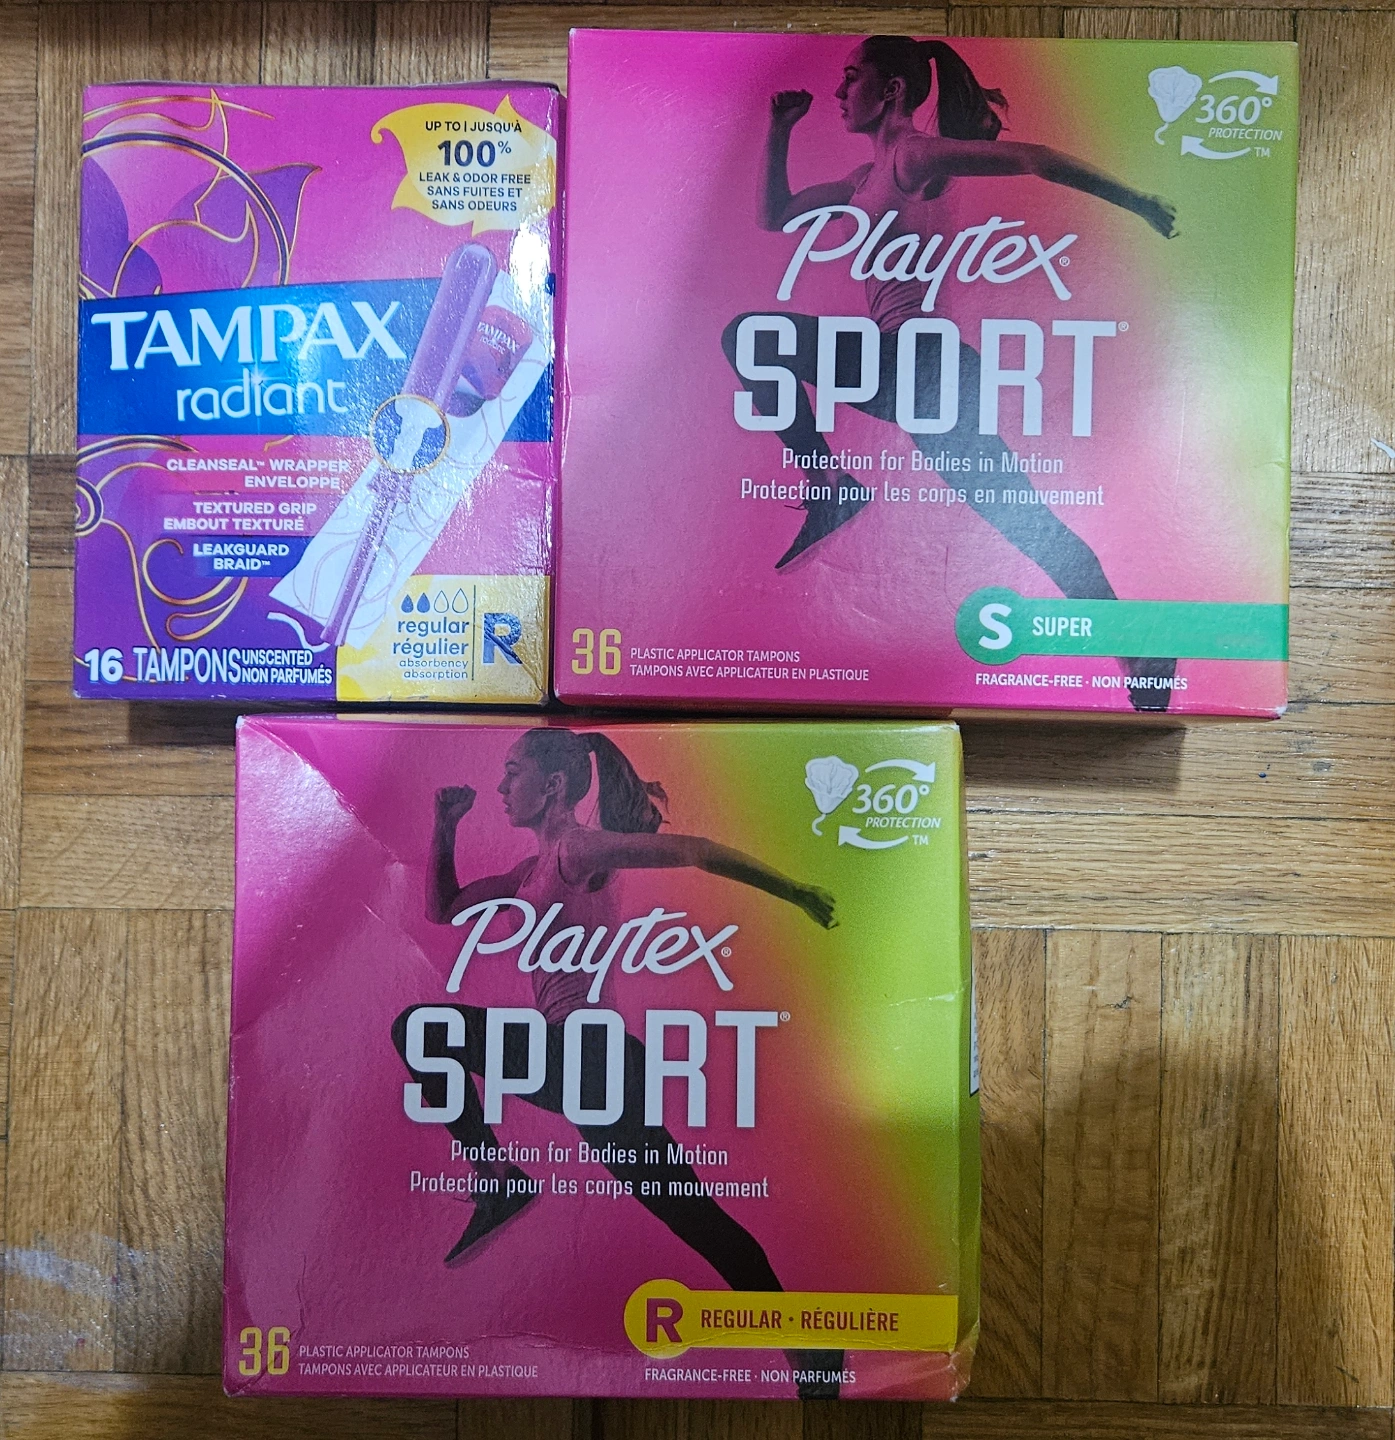 UP TO | JUSQU'À
100%
LEAK & ODOR FREE
SANS FUITES ET
SANS ODEURS
TAMPAX
radiant
TAMPAX
radiant
CLEANSEAL™ WRAPPER
ENVELOPPE
TEXTURED GRIP
EMBOUT TEXTURÉ
LEAKGUARD
BRAID™
regular
régulier
absorbency
absorption
R
16 TAMPONS UNSCENTED
NON PARFUMÉS
360°
PROTECTION
TM
Playtex®
SPORT®
Protection for Bodies in Motion
Protection pour les corps en mouvement
S SUPER
36 PLASTIC APPLICATOR TAMPONS
TAMPONS AVEC APPLICATEUR EN PLASTIQUE
FRAGRANCE-FREE · NON PARFUMÉS
360°
PROTECTION
TM
Playtex®
SPORT®
Protection for Bodies in Motion
Protection pour les corps en mouvement
R REGULAR · RÉGULIÈRE
36 PLASTIC APPLICATOR TAMPONS
TAMPONS AVEC APPLICATEUR EN PLASTIQUE
FRAGRANCE-FREE · NON PARFUMÉS